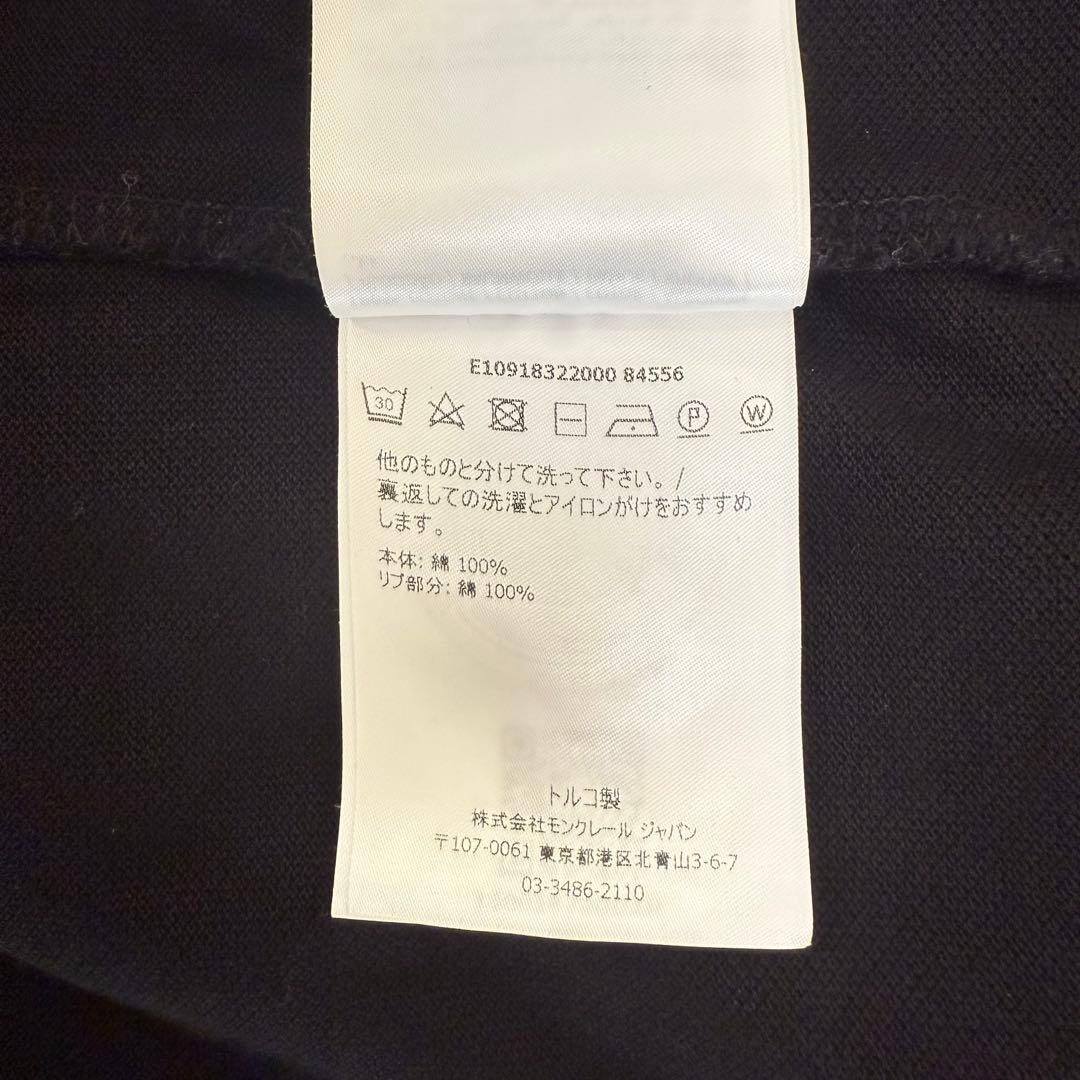 E10918322000 84556
30
P
W
他のものと分けて洗って下さい。/
裏返しての洗濯とアイロンがけをおすすめ
します。
本体: 綿 100%
リブ部分: 綿 100%
トルコ製
株式会社モンクレール ジャパン
〒107-0061 東京都港区北青山3-6-7
03-3486-2110